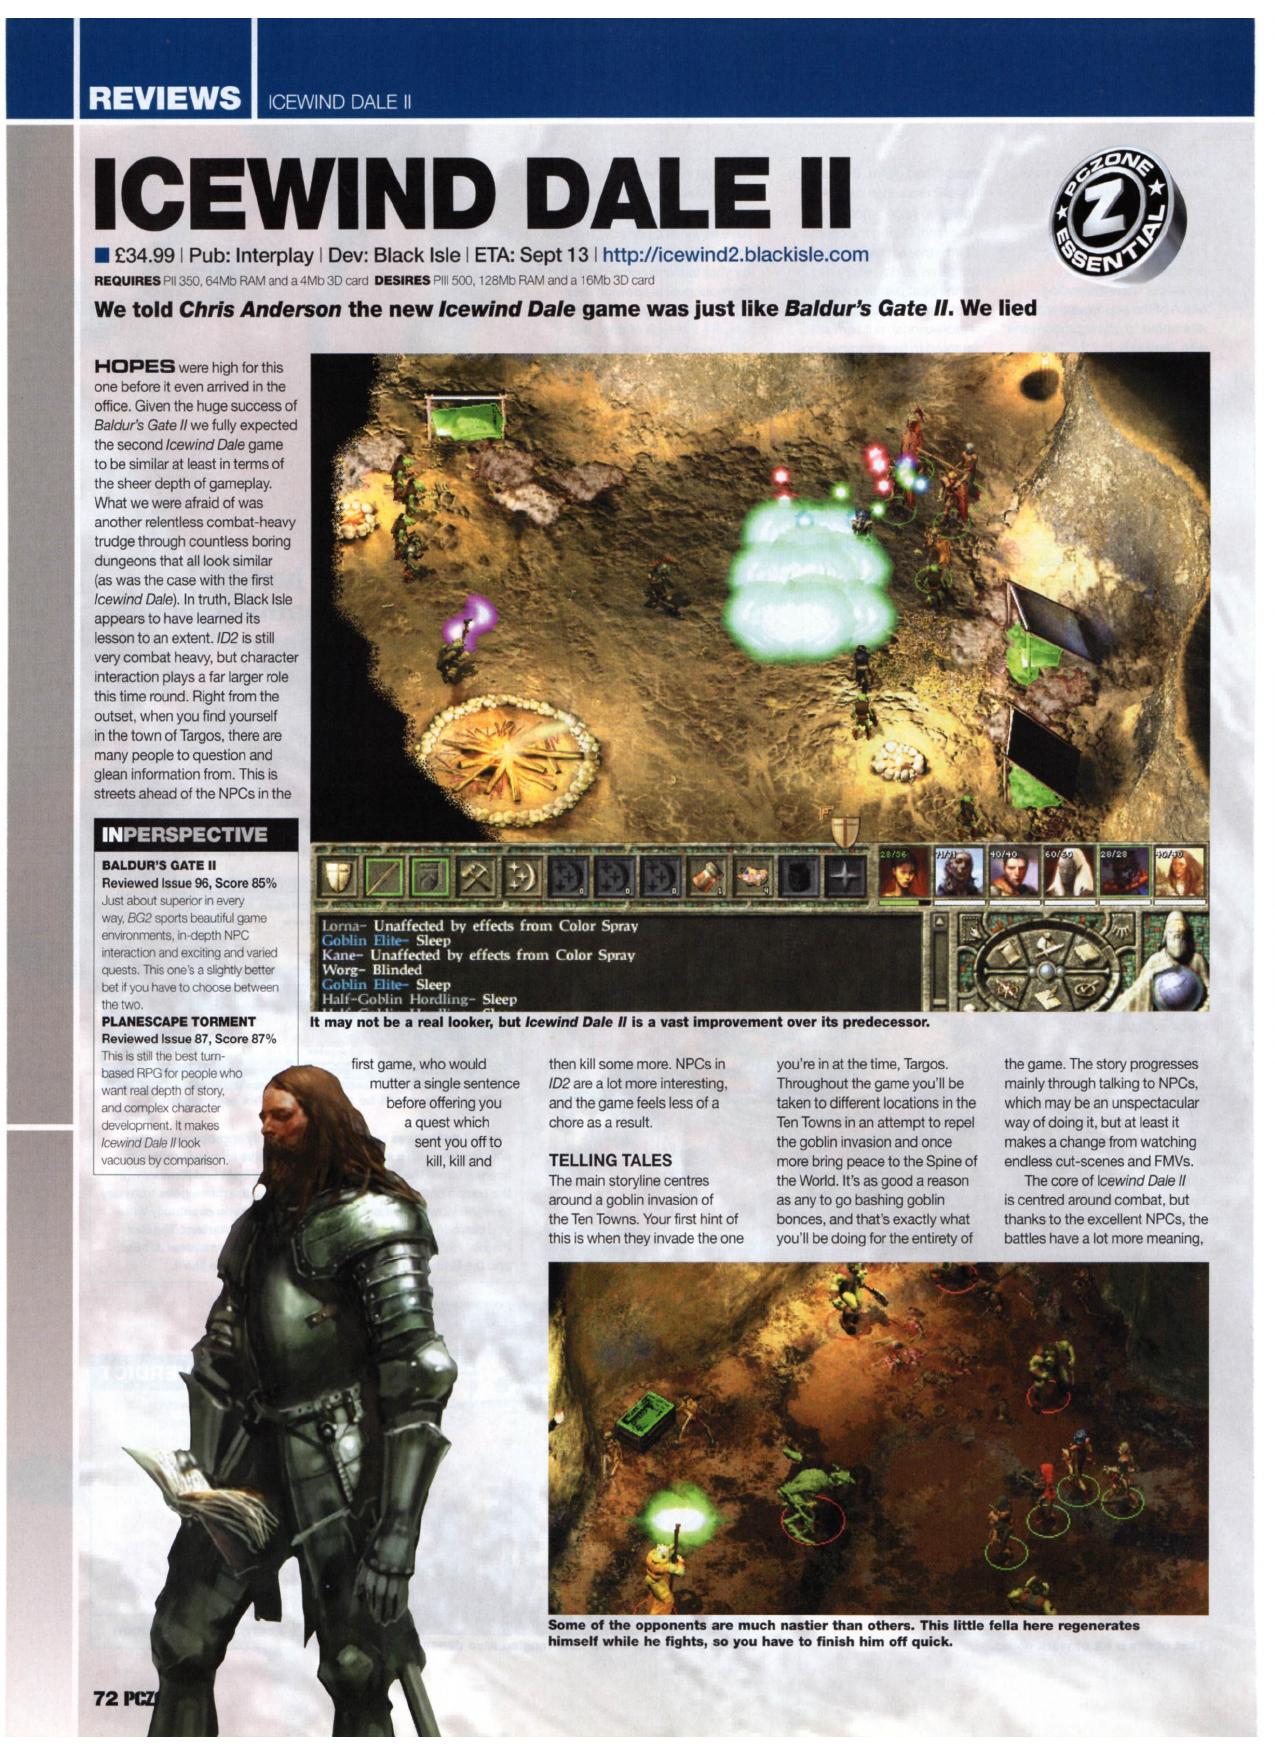 REVIEWS
ICEWIND DALE II
ICEWIND DALE II
PCZONE
Z
ESSENTIAL
£34.99 | Pub: Interplay | Dev: Black Isle | ETA: Sept 13 | http://icewind2.blackisle.com
REQUIRES PII 350, 64Mb RAM and a 4Mb 3D card DESIRES PIII 500, 128Mb RAM and a 16Mb 3D card
We told Chris Anderson the new Icewind Dale game was just like Baldur's Gate II. We lied
HOPES were high for this
one before it even arrived in the
office. Given the huge success of
Baldur's Gate II we fully expected
the second Icewind Dale game
to be similar at least in terms of
the sheer depth of gameplay.
What we were afraid of was
another relentless combat-heavy
trudge through countless boring
dungeons that all look similar
(as was the case with the first
Icewind Dale). In truth, Black Isle
appears to have learned its
lesson to an extent. ID2 is still
very combat heavy, but character
interaction plays a far larger role
this time round. Right from the
outset, when you find yourself
in the town of Targos, there are
many people to question and
glean information from. This is
streets ahead of the NPCs in the
INPERSPECTIVE
BALDUR'S GATE II
Reviewed Issue 96, Score 85%
Just about superior in every
way, BG2 sports beautiful game
environments, in-depth NPC
interaction and exciting and varied
quests. This one's a slightly better
bet if you have to choose between
the two.
PLANESCAPE TORMENT
Reviewed Issue 87, Score 87%
This is still the best turn-
based RPG for people who
want real depth of story,
and complex character
development. It makes
Icewind Dale II look
vacuous by comparison.
28/36 71/71 40/40 60/60 28/28 40/40
Lorna- Unaffected by effects from Color Spray
Goblin Elite- Sleep
Kane- Unaffected by effects from Color Spray
Worg- Blinded
Goblin Elite- Sleep
Half-Goblin Hordling- Sleep
It may not be a real looker, but Icewind Dale II is a vast improvement over its predecessor.
first game, who would
mutter a single sentence
before offering you
a quest which
sent you off to
kill, kill and
then kill some more. NPCs in
ID2 are a lot more interesting,
and the game feels less of a
chore as a result.
TELLING TALES
The main storyline centres
around a goblin invasion of
the Ten Towns. Your first hint of
this is when they invade the one
you're in at the time, Targos.
Throughout the game you'll be
taken to different locations in the
Ten Towns in an attempt to repel
the goblin invasion and once
more bring peace to the Spine of
the World. It's as good a reason
as any to go bashing goblin
bonces, and that's exactly what
you'll be doing for the entirety of
the game. The story progresses
mainly through talking to NPCs,
which may be an unspectacular
way of doing it, but at least it
makes a change from watching
endless cut-scenes and FMVs.
The core of Icewind Dale II
is centred around combat, but
thanks to the excellent NPCs, the
battles have a lot more meaning,
Some of the opponents are much nastier than others. This little fella here regenerates
himself while he fights, so you have to finish him off quick.
72 PCZ